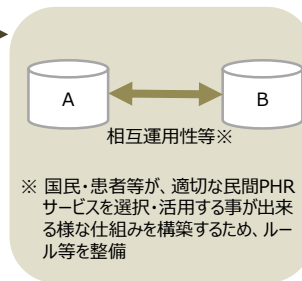 A
B
相互運用性等※
※ 国民・患者等が、適切な民間PHR
サービスを選択・活用する事が出来
る様な仕組みを構築するため、ルー
ル等を整備